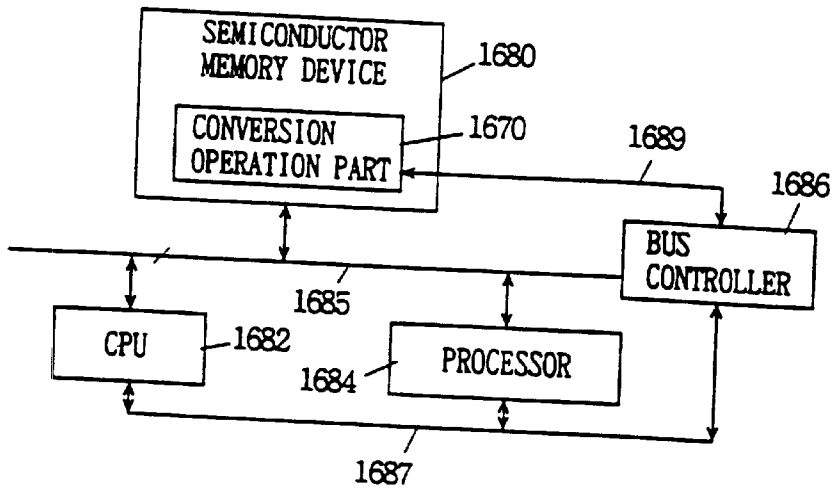 SEMICONDUCTOR
MEMORY DEVICE
1680
CONVERSION
OPERATION PART
1670
1689
1686
BUS
CONTROLLER
1685
CPU
1682
PROCESSOR
1684
1687